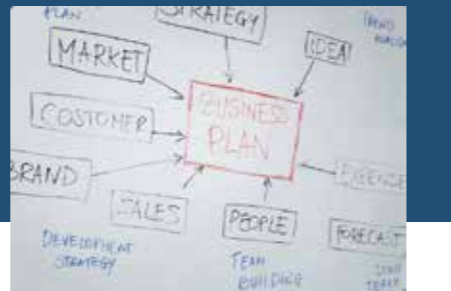 PLAN
STRATEGY
IDEA
MARKET
BUSINESS
PLAN
COSTOMER
BRAND
SALES
PEOPLE
FORECAST
DEVELOPMENT
STRATEGY
TEAM
BUILDING